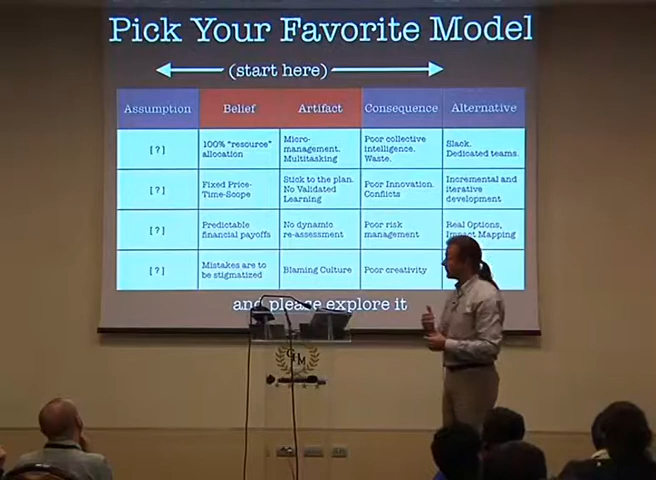 Pick Your Favorite Model
(start here)
Assumption Belief Artifact Consequence Alternative
[?] 100% "resource" allocation Micro-management. Multitasking Poor collective intelligence. Waste. Slack. Dedicated teams.
[?] Fixed Price-Time-Scope Stick to the plan. No Validated Learning Poor Innovation. Conflicts Incremental and iterative development
[?] Predictable financial payoffs No dynamic re-assessment Poor risk management Real Options, Impact Mapping
[?] Mistakes are to be stigmatized Blaming Culture Poor creativity
and please explore it
GHM